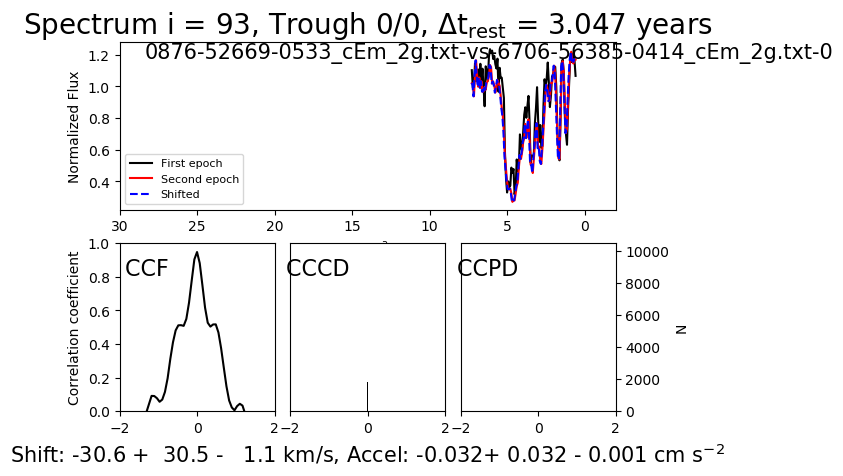 Spectrum i = 93, Trough 0/0, Δt_rest = 3.047 years
0876-52669-0533_cEm_2g.txt-vs-6706-56385-0414_cEm_2g.txt-0
Normalized Flux
1.2
1.0
0.8
0.6
0.4
First epoch
Second epoch
Shifted
30 25 20 15 10 5 0
Correlation coefficient
1.0
0.8
0.6
0.4
0.2
0.0
CCF
CCCD
CCPD
10000
8000
6000
4000
2000
0
N
−2 0 2
−2 0 2
−2 0 2
Shift: -30.6 + 30.5 - 1.1 km/s, Accel: -0.032+ 0.032 - 0.001 cm s⁻²